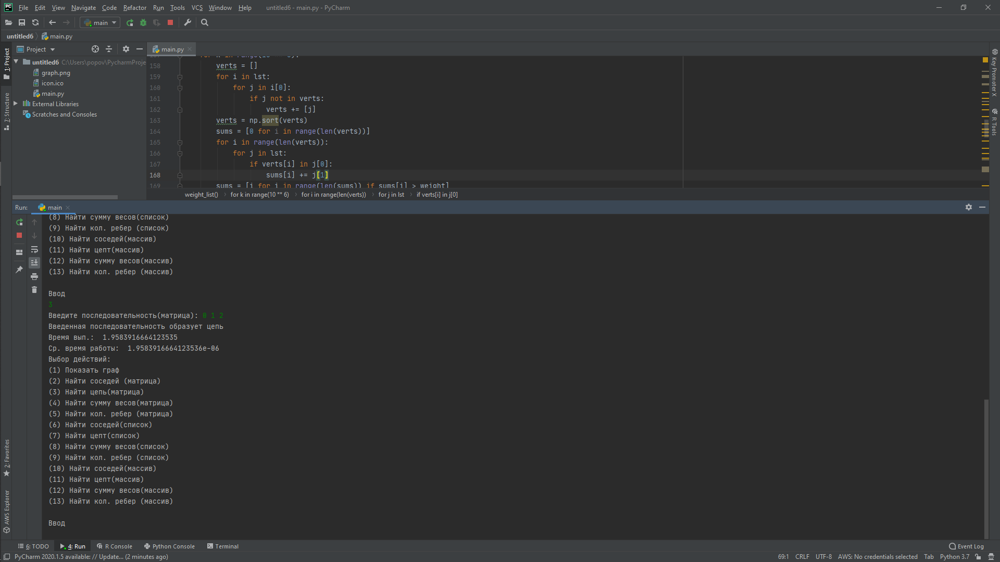 File Edit View Navigate Code Refactor Run Tools VCS Window Help untitled6 - main.py - PyCharm
main
untitled6 main.py
Project main.py
untitled6 C:\Users\popov\PycharmProje
graph.png
icon.ico
main.py
External Libraries
Scratches and Consoles
1: Project
7: Structure
2: Favorites
AWS Explorer
Key Promoter X
R Tools
158 verts = []
159 for i in lst:
160 for j in i[0]:
161 if j not in verts:
162 verts += [j]
163 verts = np.sort(verts)
164 sums = [0 for i in range(len(verts))]
165 for i in range(len(verts)):
166 for j in lst:
167 if verts[i] in j[0]:
168 sums[i] += j[1]
169 sums = [i for i in range(len(sums)) if sums[i] > weight]
weight_list() for k in range(10 ** 6) for i in range(len(verts)) for j in lst if verts[i] in j[0]
Run: main
(8) Найти сумму весов(список)
(9) Найти кол. ребер (список)
(10) Найти соседей(массив)
(11) Найти цепт(массив)
(12) Найти сумму весов(массив)
(13) Найти кол. ребер (массив)
Ввод
3
Введите последовательность(матрица): 0 1 2
Введенная последовательность образует цепь
Время вып.: 1.9583916664123535
Ср. время работы: 1.9583916664123536e-06
Выбор действий:
(1) Показать граф
(2) Найти соседей (матрица)
(3) Найти цепь(матрица)
(4) Найти сумму весов(матрица)
(5) Найти кол. ребер (матрица)
(6) Найти соседей(список)
(7) Найти цепт(список)
(8) Найти сумму весов(список)
(9) Найти кол. ребер (список)
(10) Найти соседей(массив)
(11) Найти цепт(массив)
(12) Найти сумму весов(массив)
(13) Найти кол. ребер (массив)
Ввод
6: TODO 4: Run R Console Python Console Terminal Event Log
PyCharm 2020.1.5 available: // Update... (2 minutes ago) 69:1 CRLF UTF-8 AWS: No credentials selected Tab Python 3.7